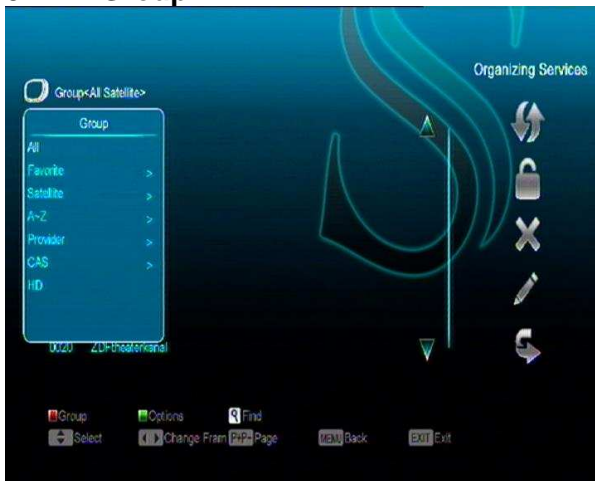 Organizing Services
Group<All Satellite>
Group
All
Favorite >
Satellite >
A~Z >
Provider >
CAS >
HD
0020 ZDFtheaterkanal
Group Options Find
Select Change Fram P+P- Page MENU Back EXIT Exit